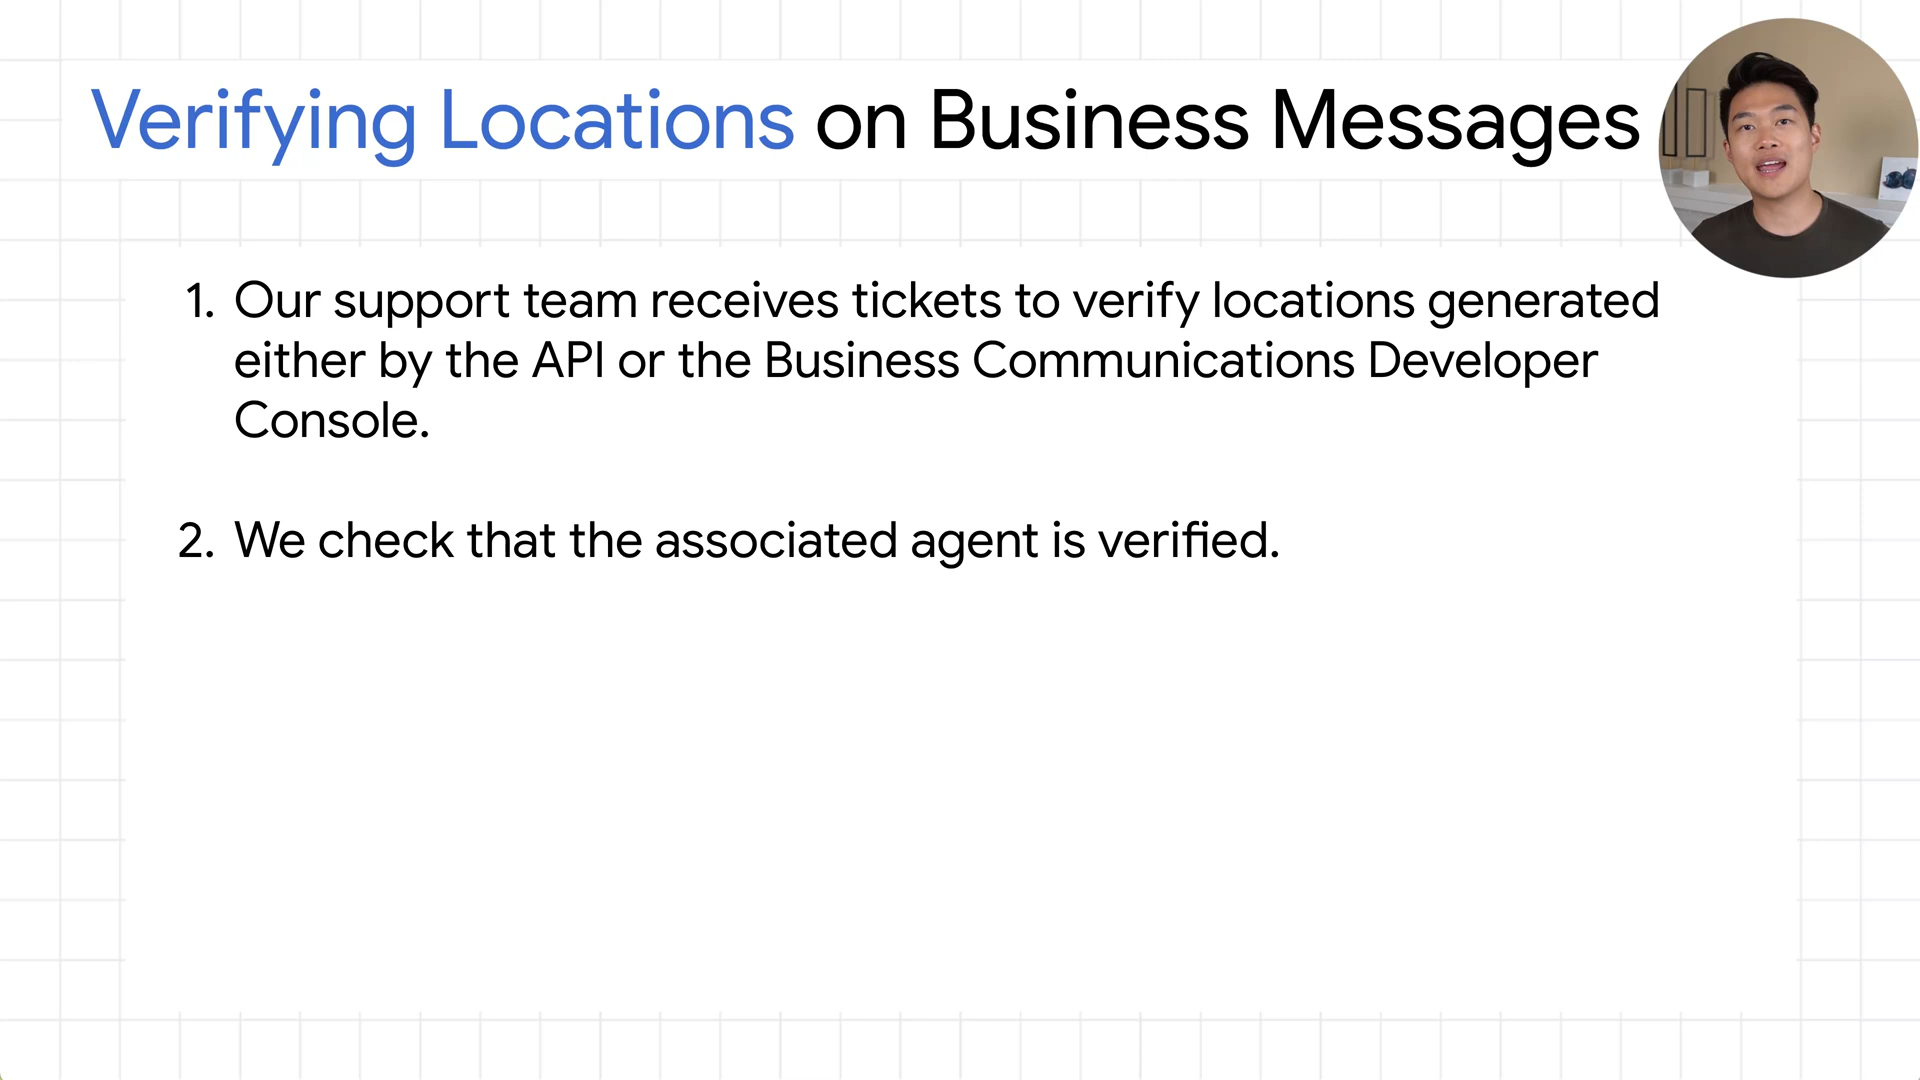 Verifying Locations on Business Messages
1. Our support team receives tickets to verify locations generated
either by the API or the Business Communications Developer
Console.
2. We check that the associated agent is verified.